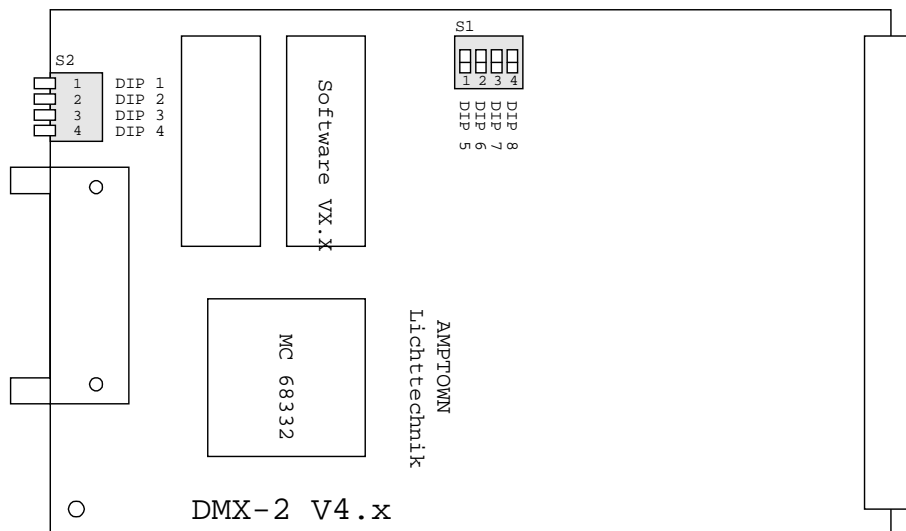 S1
S2
1 DIP 1
2 DIP 2
3 DIP 3
4 DIP 4
1 2 3 4
DIP 5
DIP 6
DIP 7
DIP 8
Software VX.X
MC 68332
AMPTOWN
Lichttechnik
DMX-2 V4.x